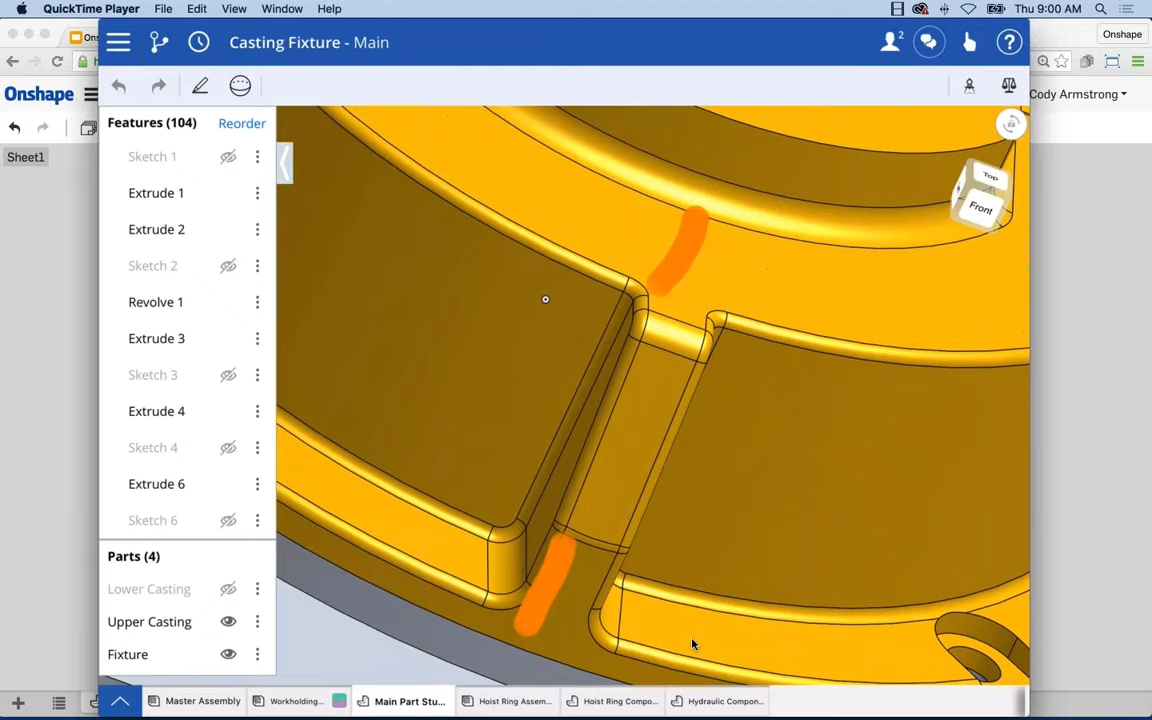 QuickTime Player File Edit View Window Help Thu 9:00 AM
Ons
Onshape
h
Casting Fixture - Main
2
Onshape
Cody Armstrong
Sheet1
Features (104) Reorder
Sketch 1
Extrude 1
Extrude 2
Sketch 2
Revolve 1
Extrude 3
Sketch 3
Extrude 4
Sketch 4
Extrude 6
Sketch 6
Parts (4)
Lower Casting
Upper Casting
Fixture
Top
Front
Master Assembly Workholding... Main Part Stu... Hoist Ring Assem... Hoist Ring Compo... Hydraulic Compon...